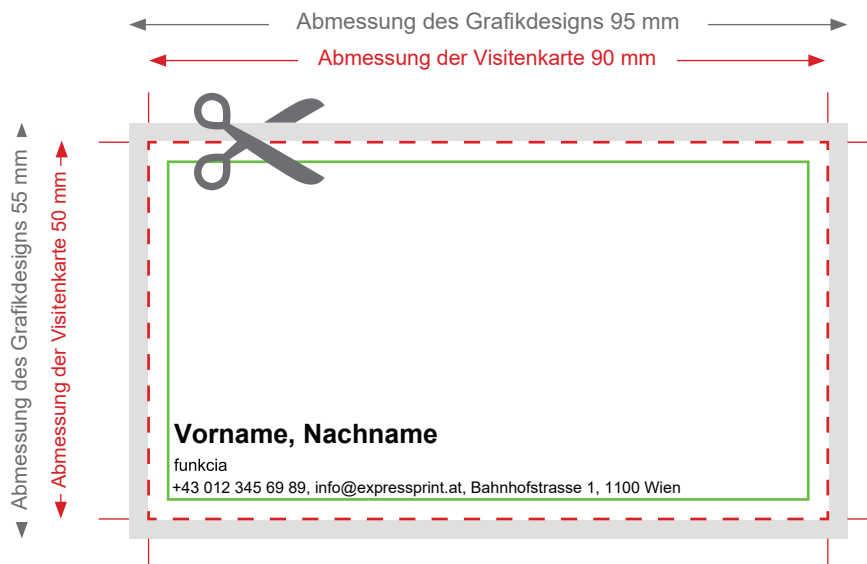 Abmessung des Grafikdesigns 95 mm
Abmessung der Visitenkarte 90 mm
Abmessung des Grafikdesigns 55 mm
Abmessung der Visitenkarte 50 mm
Vorname, Nachname
funkcia
+43 012 345 69 89, info@expressprint.at, Bahnhofstrasse 1, 1100 Wien